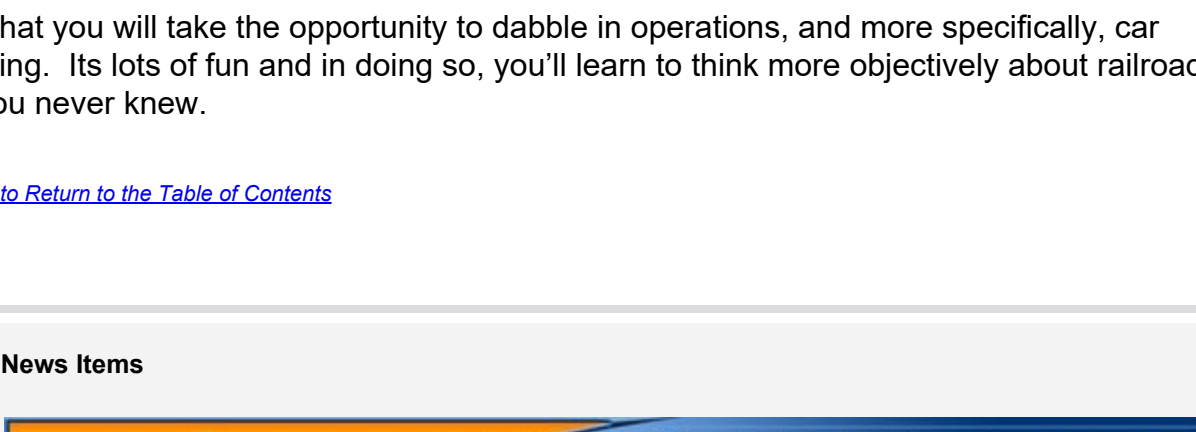 hat you will take the opportunity to dabble in operations, and more specifically, car
ing.  Its lots of fun and in doing so, you’ll learn to think more objectively about railroad
ou never knew.
to Return to the Table of Contents
News Items